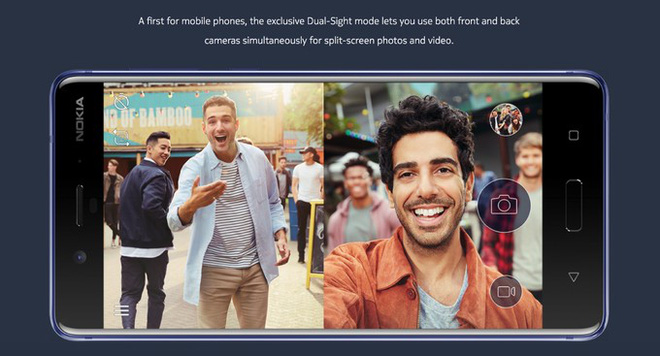 A first for mobile phones, the exclusive Dual-Sight mode lets you use both front and back
cameras simultaneously for split-screen photos and video.
NOKIA
OF BAMBOO